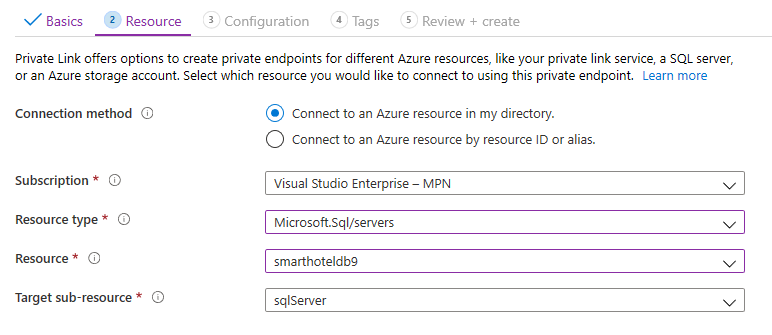 Basics 2 Resource 3 Configuration 4 Tags 5 Review + create
Private Link offers options to create private endpoints for different Azure resources, like your private link service, a SQL server,
or an Azure storage account. Select which resource you would like to connect to using this private endpoint. Learn more
Connection method Connect to an Azure resource in my directory.
Connect to an Azure resource by resource ID or alias.
Subscription * Visual Studio Enterprise – MPN
Resource type * Microsoft.Sql/servers
Resource * smarthoteldb9
Target sub-resource * sqlServer